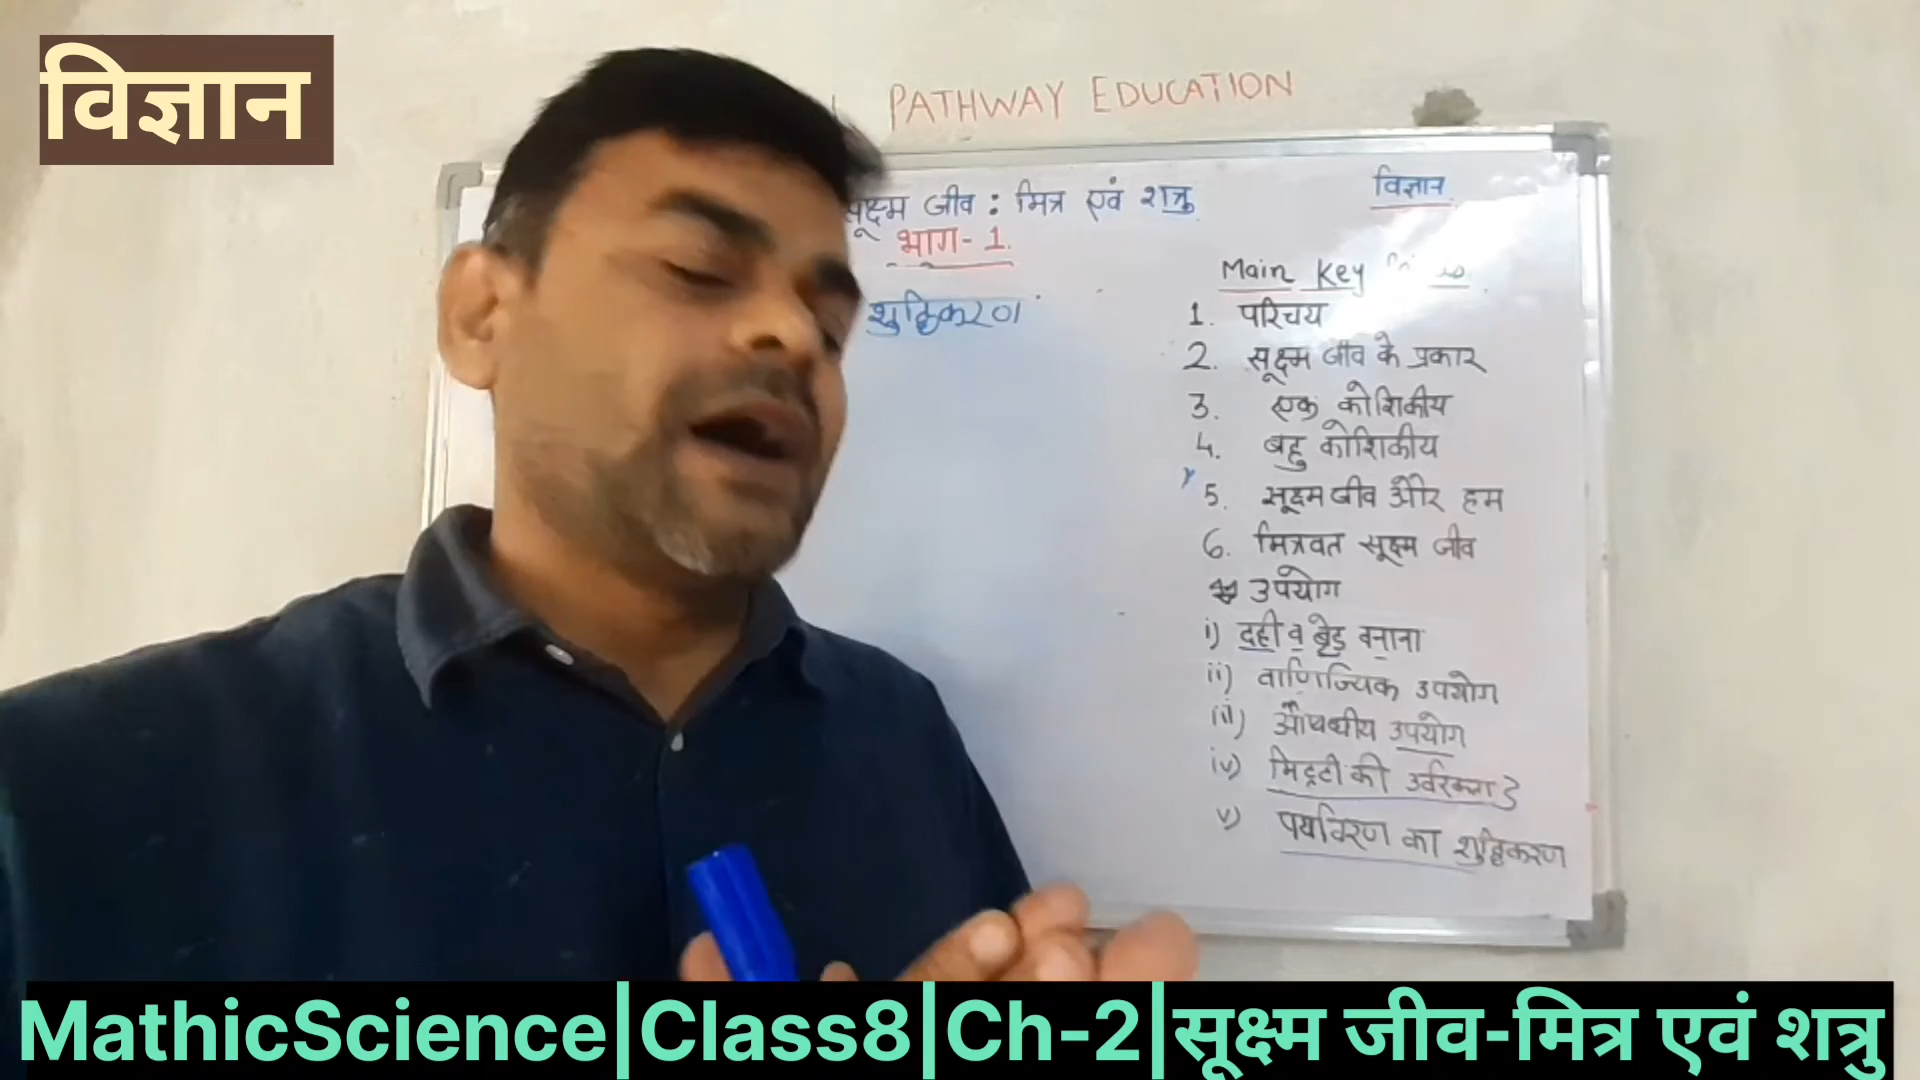 विज्ञान
PATHWAY EDUCATION
सूक्ष्म जीव : मित्र एवं शत्रु
विज्ञान
भाग- 1.
Main Key
शुद्धिकरण
1. परिचय
2. सूक्ष्म जीव के प्रकार
3. एक कोशिकीय
4. बहु कोशिकीय
5. सूक्ष्म जीव और हम
6. मित्रवत सूक्ष्म जीव
उपयोग
i) दही व ब्रेड बनाना
ii) वाणिज्यिक उपयोग
iii) औषधीय उपयोग
iv) मिट्टी की
v) पर्यावरण का शुद्धिकरण
MathicScience|Class8|Ch-2|सूक्ष्म जीव-मित्र एवं शत्रु